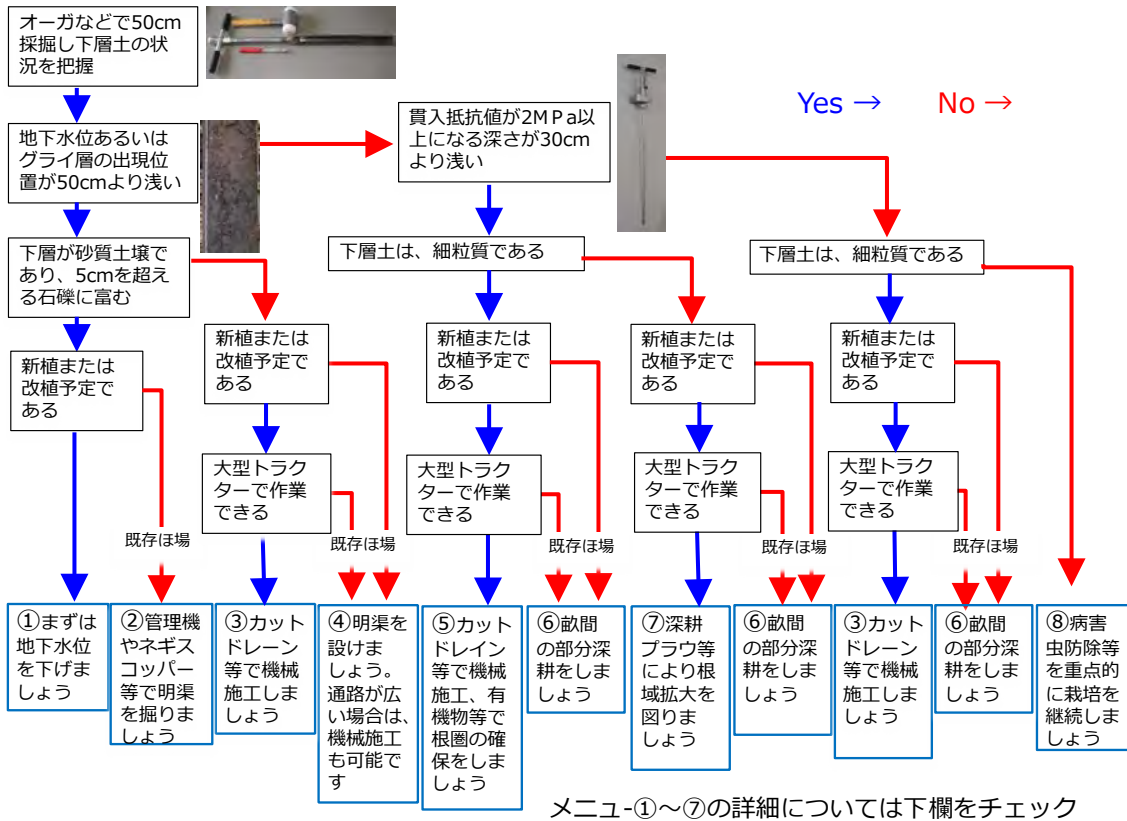 オーガなどで50cm
採掘し下層土の状
況を把握
Yes →
No →
地下水位あるいは
グライ層の出現位
置が50cmより浅い
貫入抵抗値が2MPa以
上になる深さが30cm
より浅い
下層が砂質土壌で
あり、5cmを超え
る石礫に富む
下層土は、細粒質である
下層土は、細粒質である
新植または
改植予定で
ある
新植または
改植予定で
ある
新植または
改植予定で
ある
新植または
改植予定で
ある
新植または
改植予定で
ある
大型トラク
ターで作業
できる
大型トラク
ターで作業
できる
大型トラク
ターで作業
できる
大型トラク
ターで作業
できる
既存ほ場
既存ほ場
既存ほ場
既存ほ場
既存ほ場
①まずは
地下水位
を下げま
しょう
②管理機
やネギス
コッパー
等で明渠
を掘りま
しょう
③カット
ドレーン
等で機械
施工しま
しょう
④明渠を
設けま
しょう。
通路が広
い場合は、
機械施工
も可能で
す
⑤カット
ドレイン
等で機械
施工、有
機物等で
根圏の確
保をしま
しょう
⑥畝間
の部分深
耕をしま
しょう
⑦深耕
プラウ等
により根
域拡大を
図りま
しょう
⑥畝間
の部分深
耕をしま
しょう
③カット
ドレーン
等で機械
施工しま
しょう
⑥畝間
の部分深
耕をしま
しょう
⑧病害
虫防除等
を重点的
に栽培を
継続しま
しょう
メニュ-①～⑦の詳細については下欄をチェック